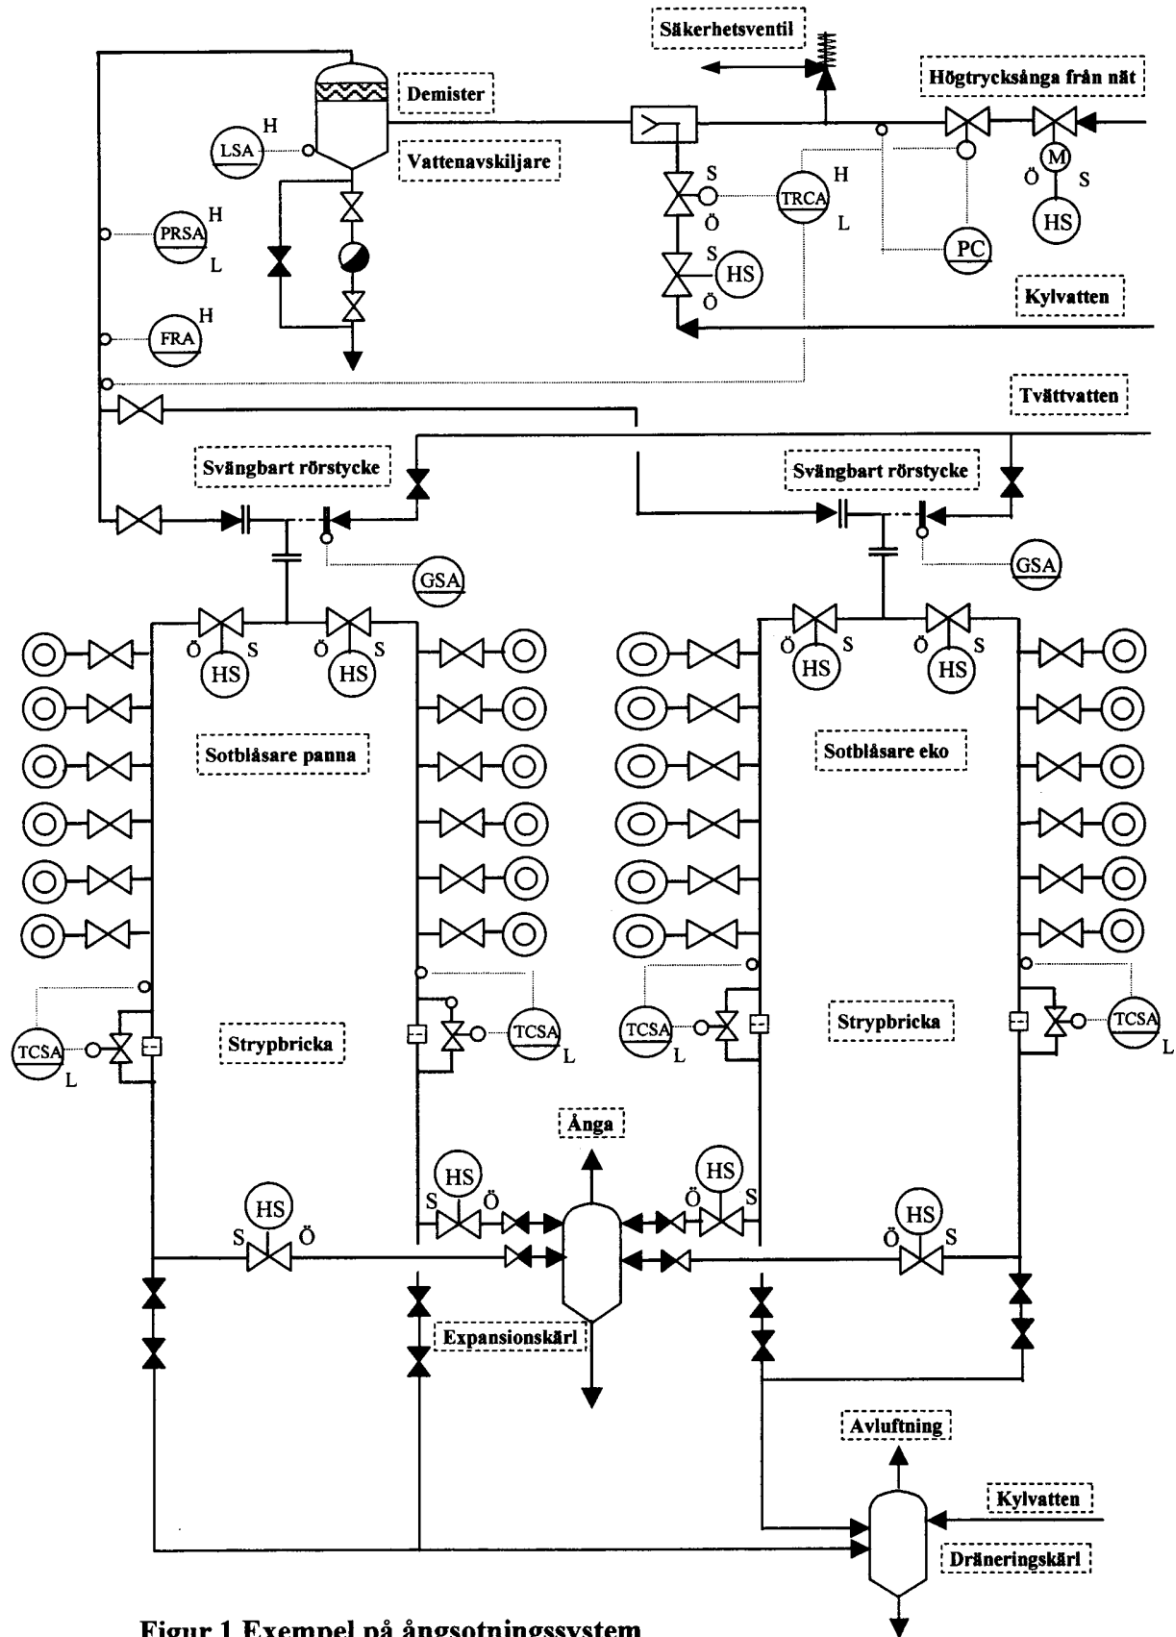 Säkerhetsventil
Högtrycksånga från nät
Demister
H
LSA
Vattenavskiljare
S
Ö
H
TRCA
L
M
Ö
S
HS
H
PRSA
L
S
HS
Ö
PC
Kylvatten
H
FRA
Tvättvatten
Svängbart rörstycke
Svängbart rörstycke
GSA
GSA
Ö
S
HS
Ö
S
HS
Ö
S
HS
Ö
S
HS
Sotblåsare panna
Sotblåsare eko
Strypbricka
Strypbricka
TCSA
L
TCSA
L
TCSA
L
TCSA
L
Ånga
HS
S
Ö
HS
Ö
S
HS
S
Ö
HS
Ö
S
Expansionskärl
Avluftning
Kylvatten
Dräneringskärl
Figur 1 Exempel på ångsotningssystem